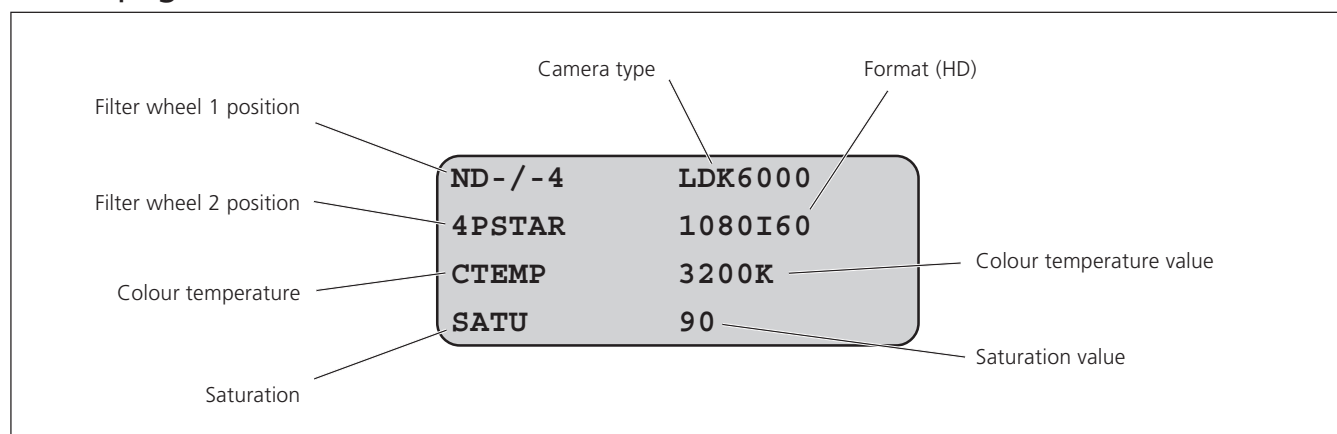 Camera type
Format (HD)
Filter wheel 1 position
ND-/-4 LDK6000
Filter wheel 2 position
4PSTAR 1080I60
CTEMP 3200K
Colour temperature value
Colour temperature
SATU 90
Saturation value
Saturation